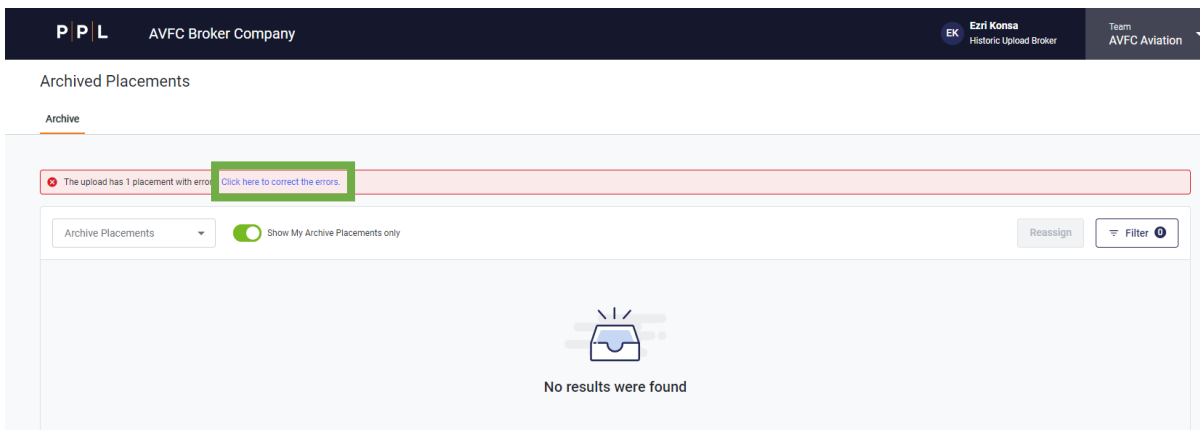 PPL AVFC Broker Company
EK Ezri Konsa
Historic Upload Broker
Team
AVFC Aviation
Archived Placements
Archive
The upload has 1 placement with error Click here to correct the errors.
Archive Placements Show My Archive Placements only Reassign Filter 0
No results were found